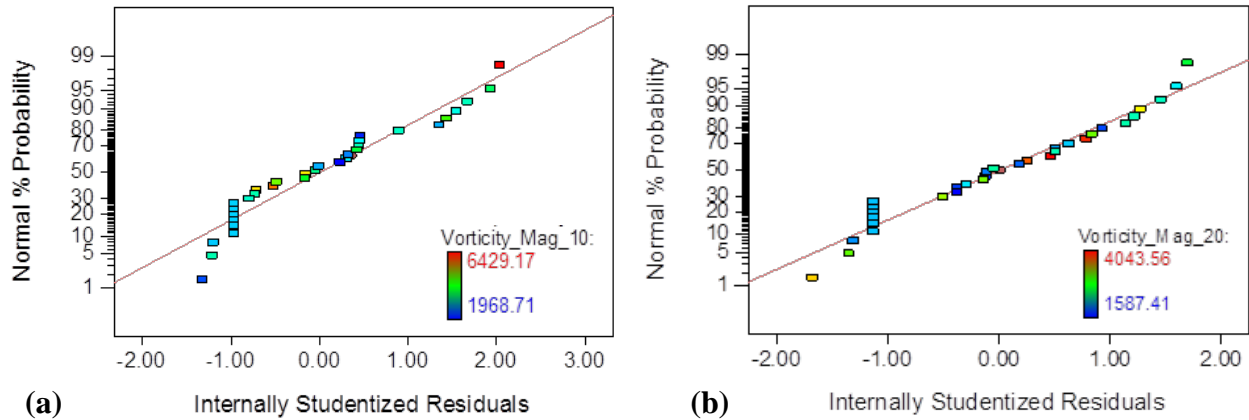 Normal % Probability
99
95
90
80
70
50
30
20
10
5
1
Vorticity_Mag_10:
6429.17
1968.71
-2.00 -1.00 0.00 1.00 2.00 3.00
Internally Studentized Residuals
(a)
Normal % Probability
99
95
90
80
70
50
30
20
10
5
1
Vorticity_Mag_20:
4043.56
1587.41
-2.00 -1.00 0.00 1.00 2.00
Internally Studentized Residuals
(b)